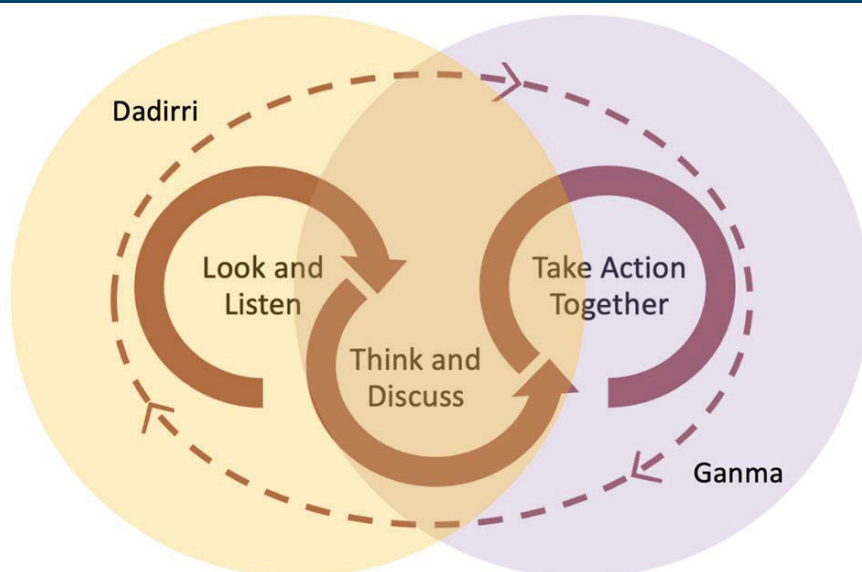 Dadirri
Look and
Listen
Think and
Discuss
Take Action
Together
Ganma